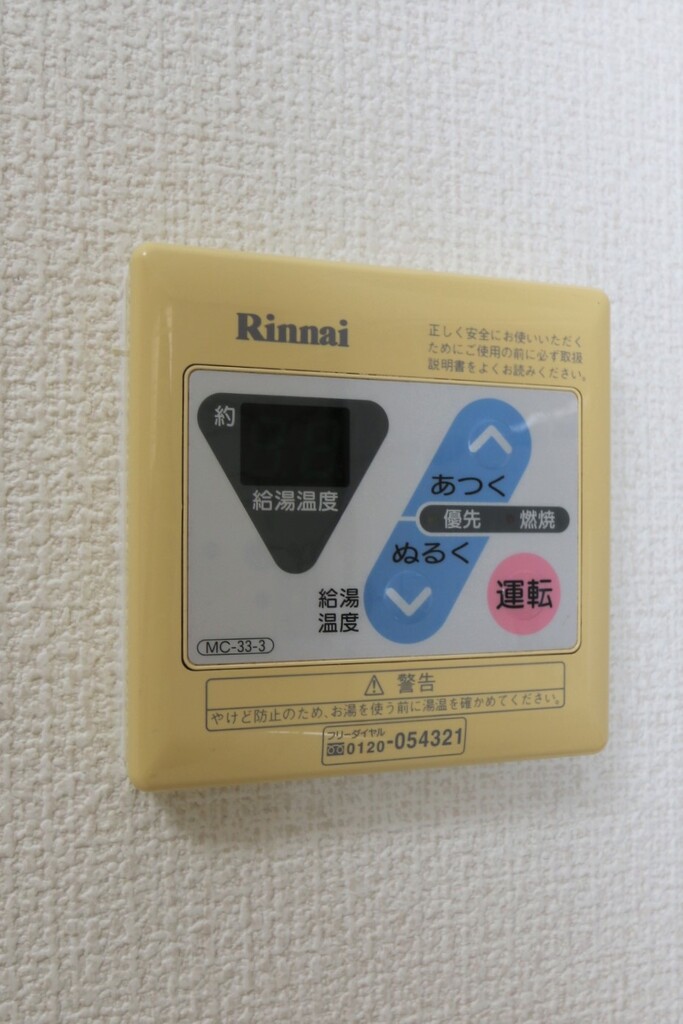 Rinnai
正しく安全にお使いいただく
ためにご使用の前に必ず取扱
説明書をよくお読みください。
約
給湯温度
あつく
優先 燃焼
ぬるく
給湯
温度
運転
MC-33-3
警告
やけど防止のため、お湯を使う前に湯温を確かめてください。
フリーダイヤル
0120-054321